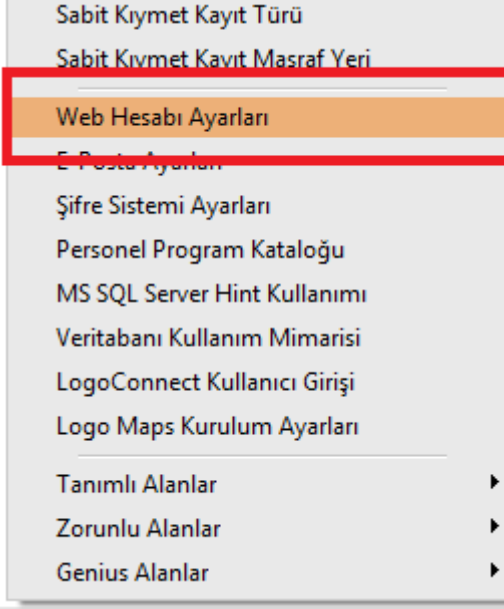 Sabit Kıymet Kayıt Türü
Sabit Kıymet Kayıt Masraf Yeri
Web Hesabı Ayarları
E-Posta Ayarları
Şifre Sistemi Ayarları
Personel Program Kataloğu
MS SQL Server Hint Kullanımı
Veritabanı Kullanım Mimarisi
LogoConnect Kullanıcı Girişi
Logo Maps Kurulum Ayarları
Tanımlı Alanlar
Zorunlu Alanlar
Genius Alanlar